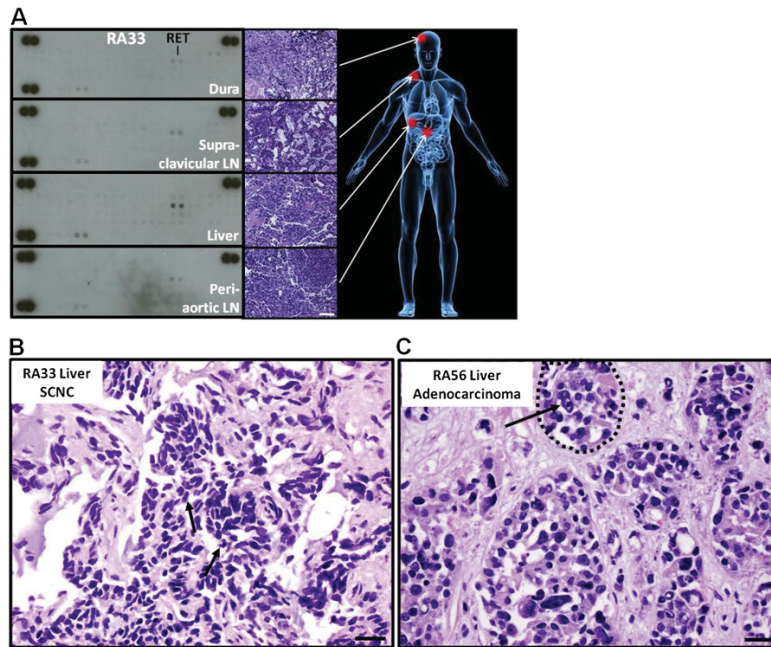 A
RA33
RET
Dura
Supra-
clavicular LN
Liver
Peri-
aortic LN
B
RA33 Liver
SCNC
C
RA56 Liver
Adenocarcinoma